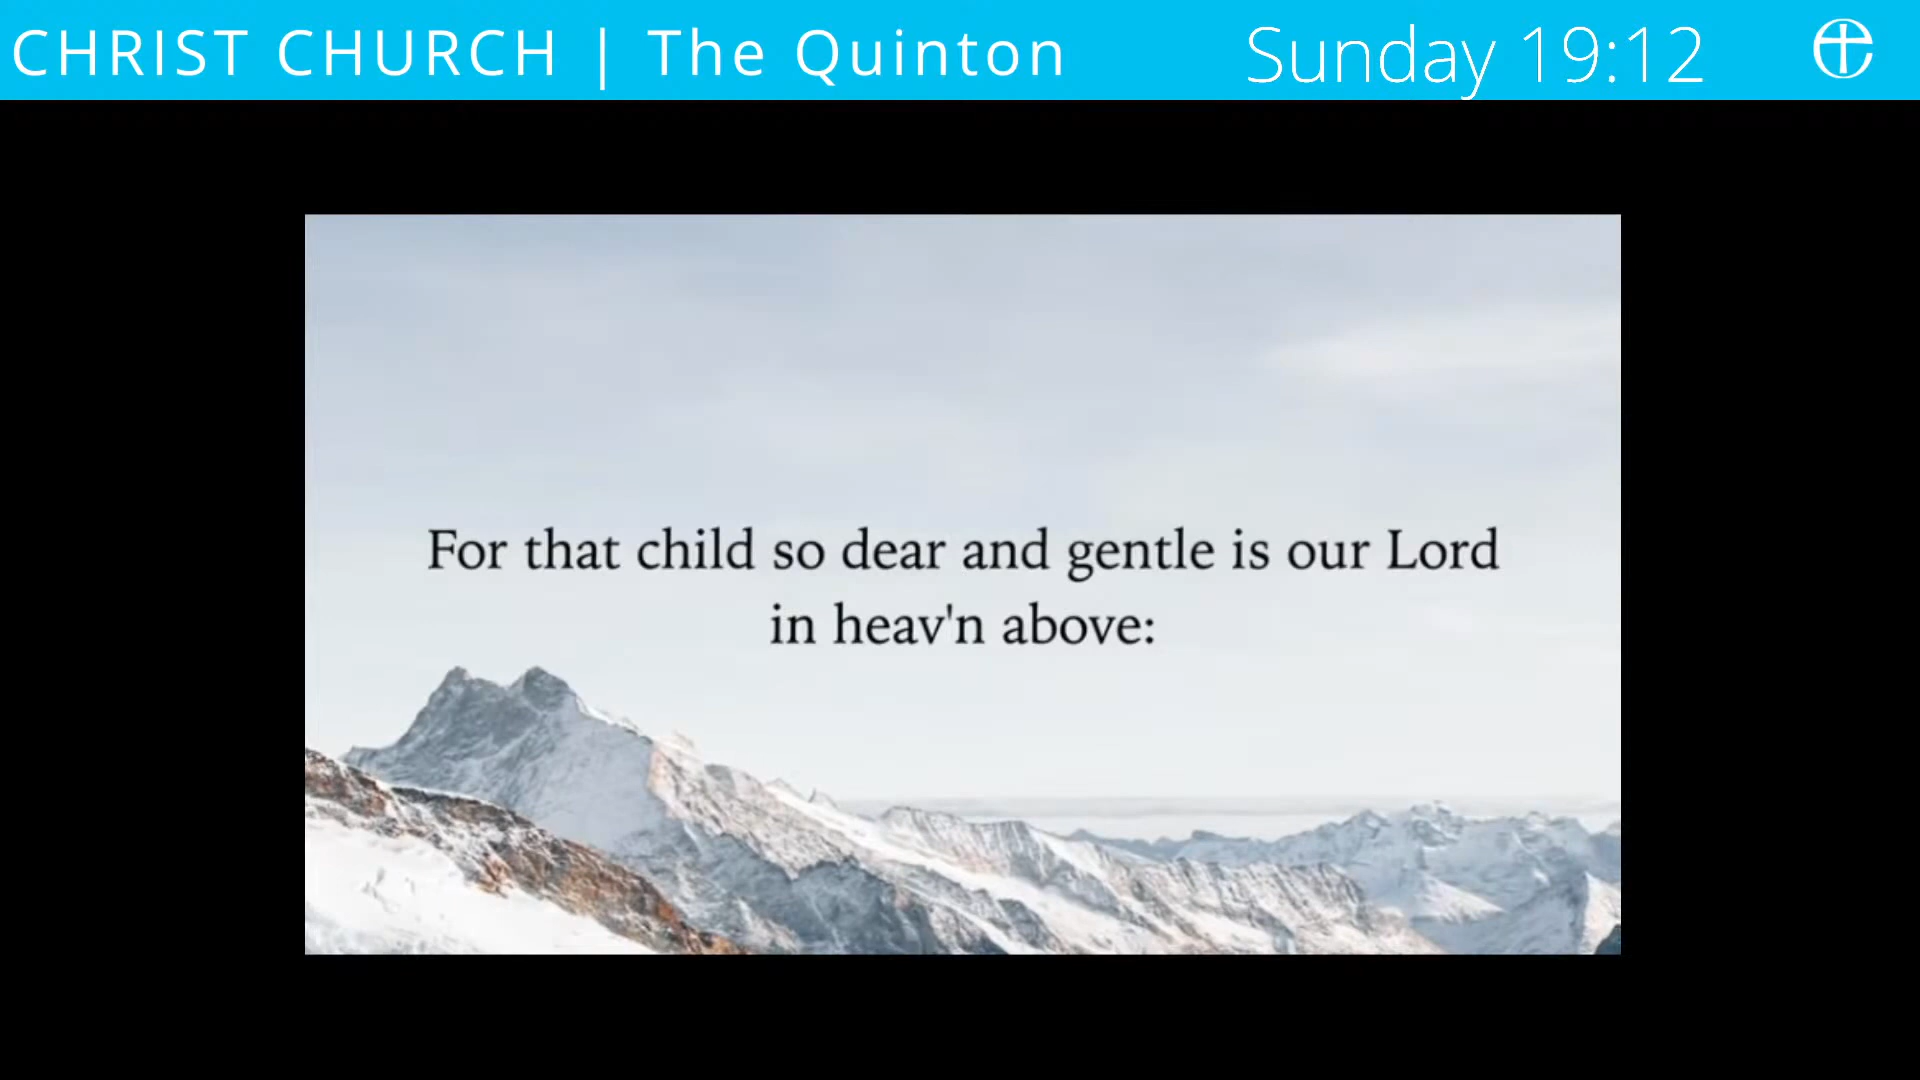 CHRIST CHURCH | The Quinton
Sunday 19:12
For that child so dear and gentle is our Lord
in heav'n above: